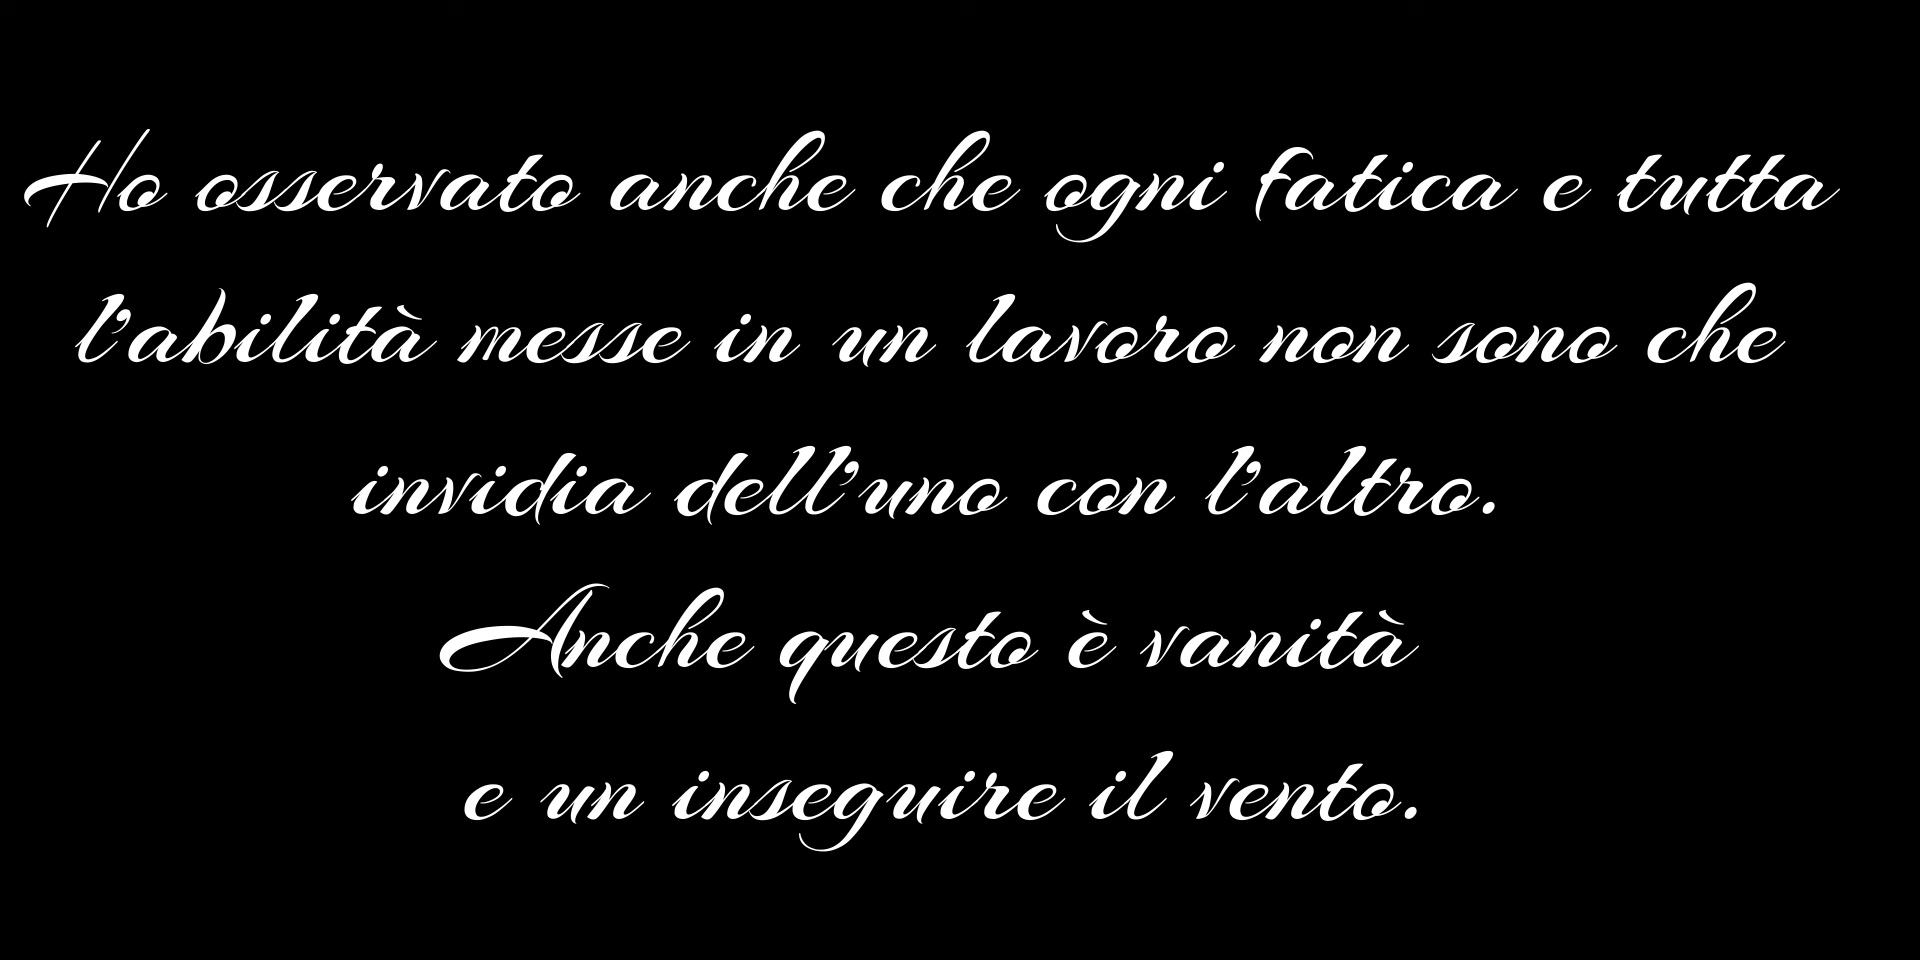 Ho osservato anche che ogni fatica e tutta
l'abilità messe in un lavoro non sono che
invidia dell'uno con l'altro.
Anche questo è vanità
e un inseguire il vento.